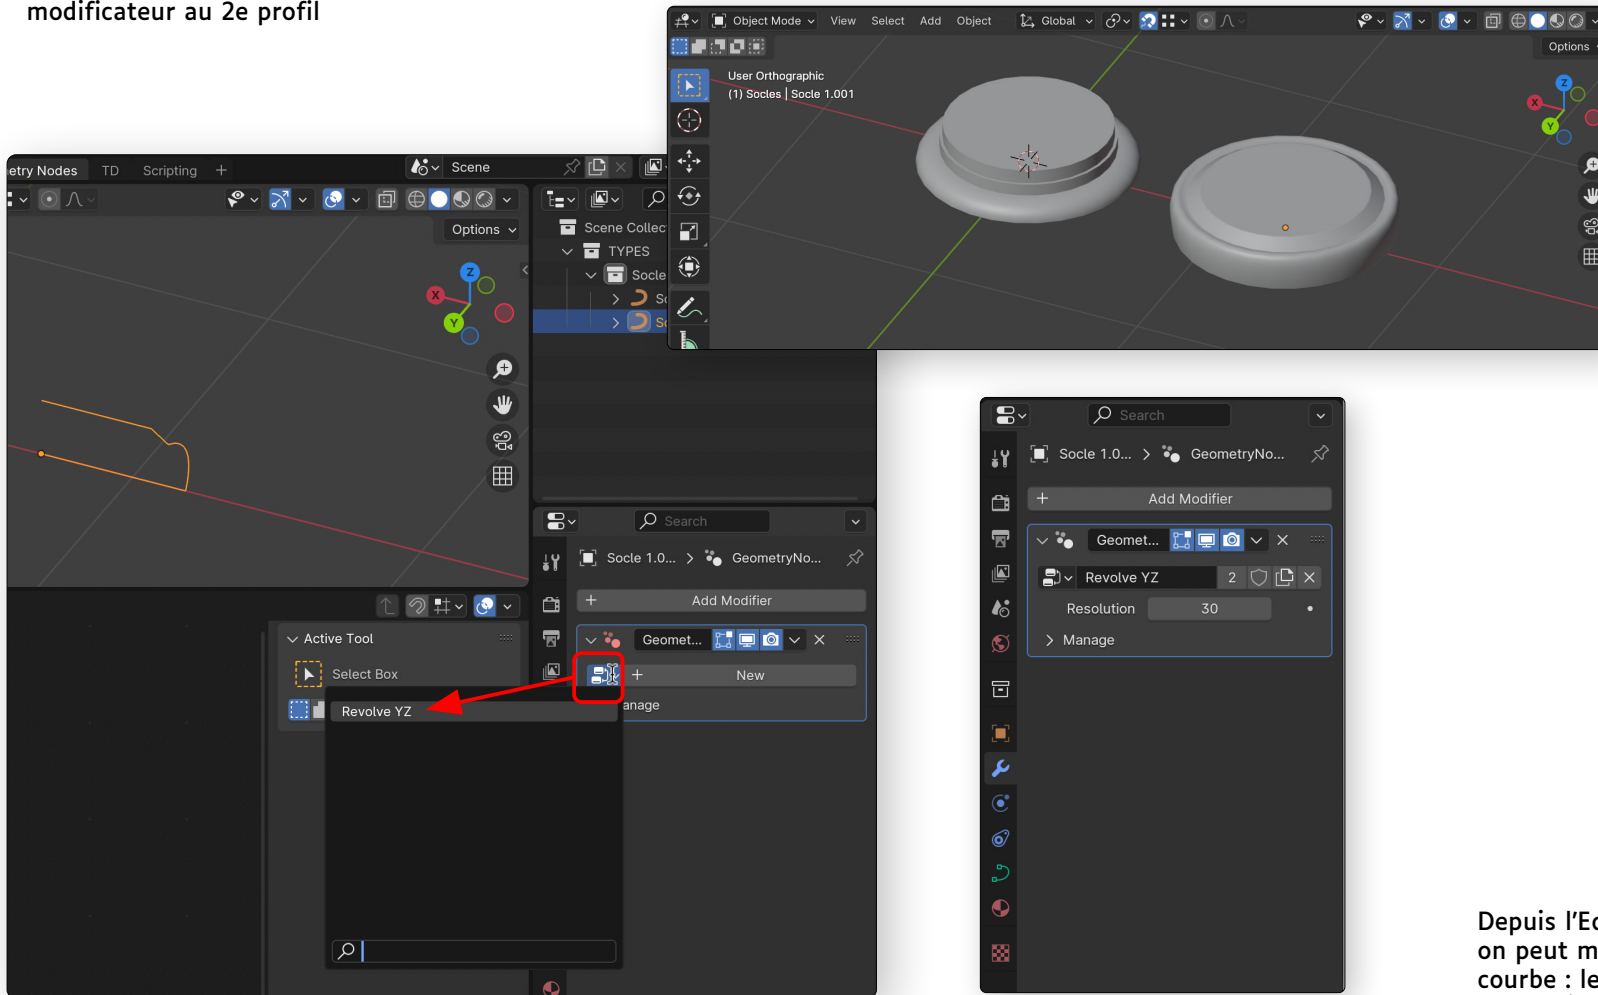 modificateur au 2e profil
Object Mode
View
Select
Add
Object
Global
Options
User Orthographic
(1) Socles | Socle 1.001
Z
X
Y
etry Nodes
TD
Scripting
+
Scene
Options
Scene Collec
TYPES
Socle
Z
X
Y
Search
Socle 1.0... > GeometryNo...
+ Add Modifier
Geomet...
+ New
anage
Active Tool
Select Box
Revolve YZ
Search
Socle 1.0... > GeometryNo...
+ Add Modifier
Geomet...
Revolve YZ 2
Resolution 30
Manage
Depuis l'Ed
on peut m
courbe : le